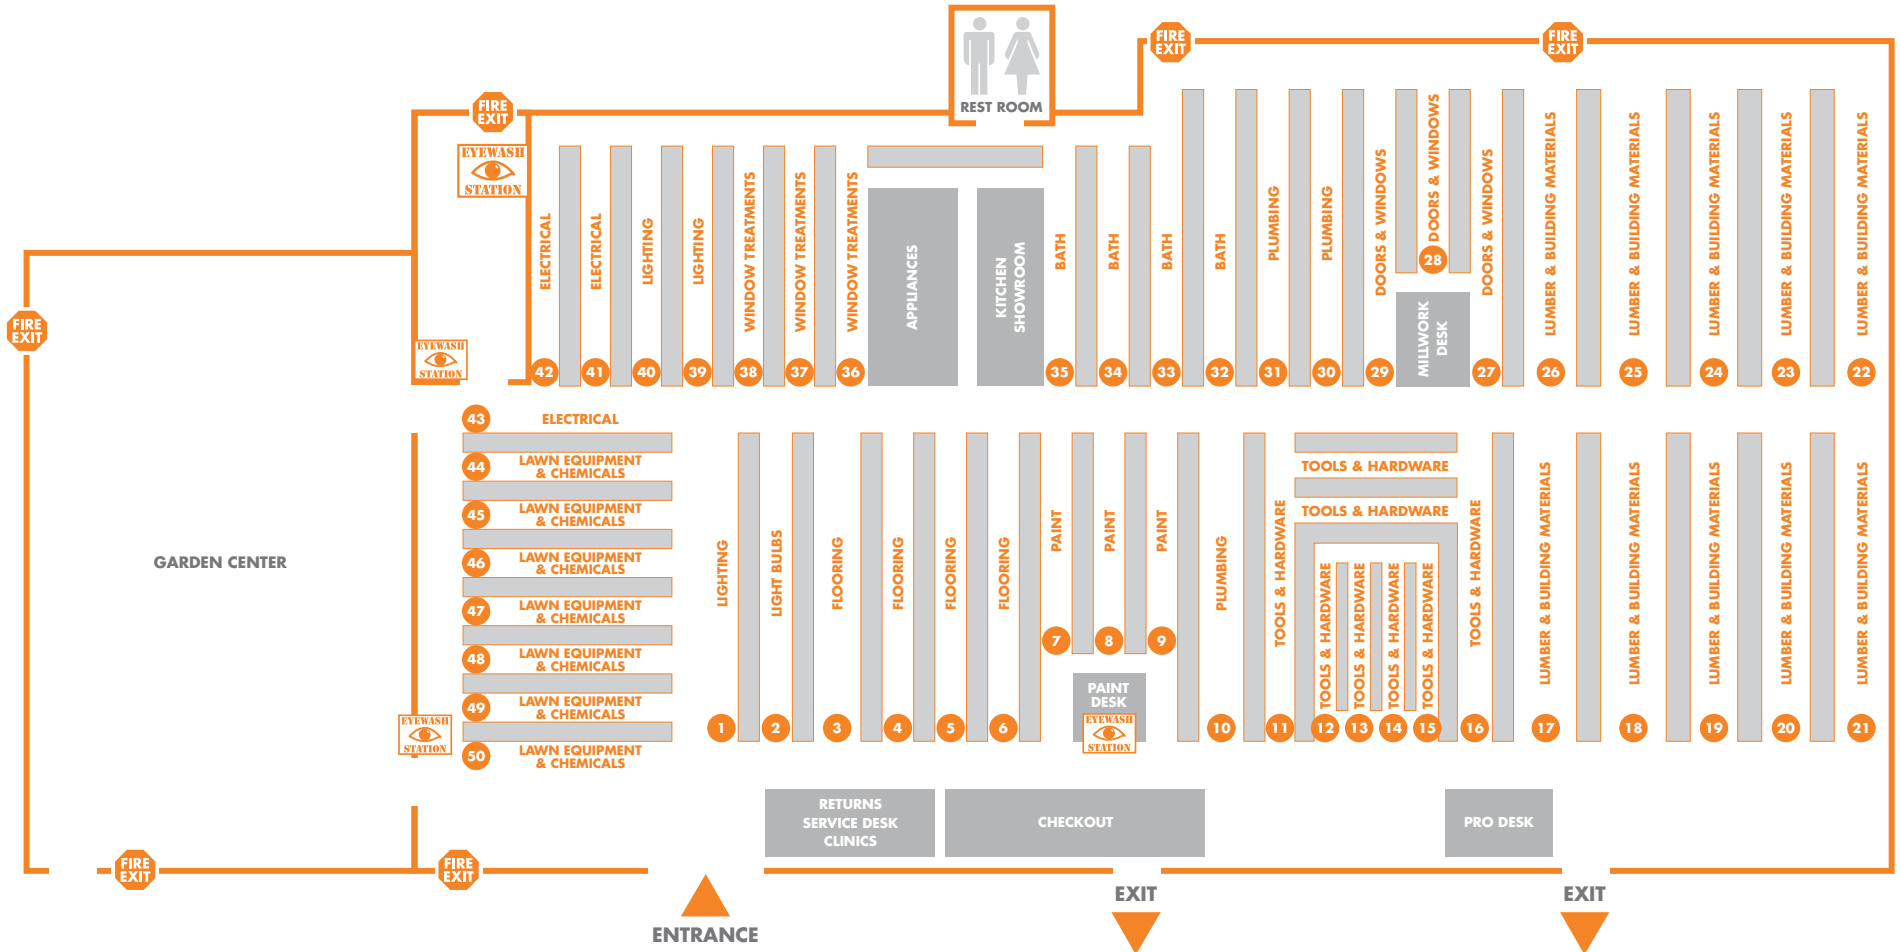 FIRE
EXIT
FIRE
EXIT
REST ROOM
FIRE
EXIT
EYEWASH
STATION
FIRE
EXIT
EYEWASH
STATION
ELECTRICAL
42
ELECTRICAL
41
LIGHTING
40
LIGHTING
39
WINDOW TREATMENTS
38
WINDOW TREATMENTS
37
WINDOW TREATMENTS
36
APPLIANCES
KITCHEN
SHOWROOM
BATH
35
BATH
34
BATH
33
BATH
32
PLUMBING
31
PLUMBING
30
DOORS & WINDOWS
29
DOORS & WINDOWS
28
MILLWORK
DESK
DOORS & WINDOWS
27
LUMBER & BUILDING MATERIALS
26
LUMBER & BUILDING MATERIALS
25
LUMBER & BUILDING MATERIALS
24
LUMBER & BUILDING MATERIALS
23
LUMBER & BUILDING MATERIALS
22
43
ELECTRICAL
44
LAWN EQUIPMENT
& CHEMICALS
45
LAWN EQUIPMENT
& CHEMICALS
46
LAWN EQUIPMENT
& CHEMICALS
47
LAWN EQUIPMENT
& CHEMICALS
48
LAWN EQUIPMENT
& CHEMICALS
49
LAWN EQUIPMENT
& CHEMICALS
50
LAWN EQUIPMENT
& CHEMICALS
GARDEN CENTER
EYEWASH
STATION
LIGHTING
1
LIGHT BULBS
2
FLOORING
3
FLOORING
4
FLOORING
5
FLOORING
6
PAINT
7
PAINT
8
PAINT
9
PAINT
DESK
EYEWASH
STATION
PLUMBING
10
TOOLS & HARDWARE
11
TOOLS & HARDWARE
TOOLS & HARDWARE
TOOLS & HARDWARE
12
TOOLS & HARDWARE
13
TOOLS & HARDWARE
14
TOOLS & HARDWARE
15
TOOLS & HARDWARE
16
LUMBER & BUILDING MATERIALS
17
LUMBER & BUILDING MATERIALS
18
LUMBER & BUILDING MATERIALS
19
LUMBER & BUILDING MATERIALS
20
LUMBER & BUILDING MATERIALS
21
RETURNS
SERVICE DESK
CLINICS
CHECKOUT
PRO DESK
FIRE
EXIT
FIRE
EXIT
ENTRANCE
EXIT
EXIT